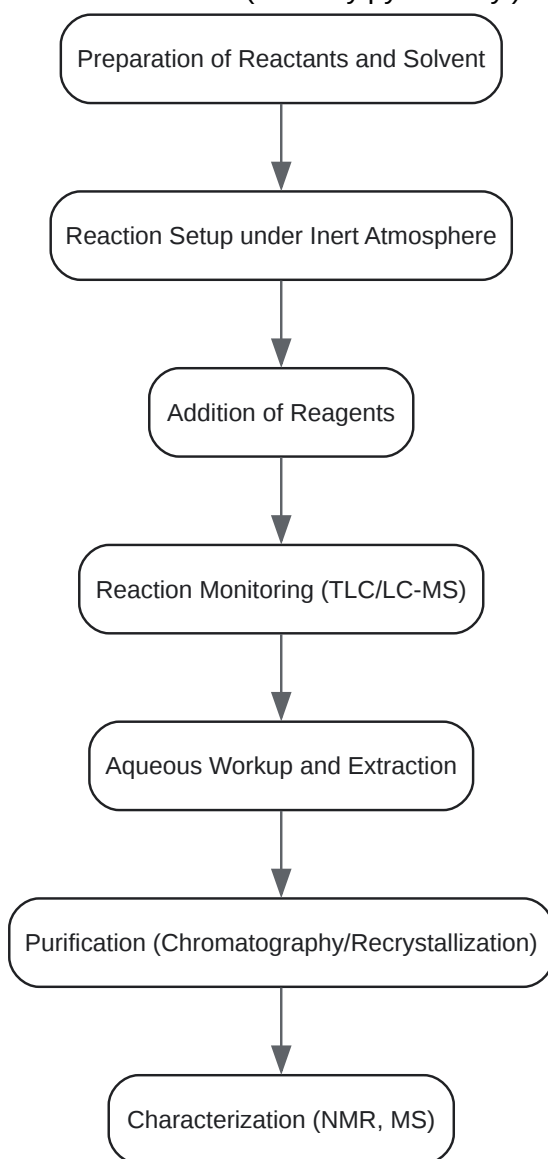 Preparation of Reactants and Solvent
Reaction Setup under Inert Atmosphere
Addition of Reagents
Reaction Monitoring (TLC/LC-MS)
Aqueous Workup and Extraction
Purification (Chromatography/Recrystallization)
Characterization (NMR, MS)